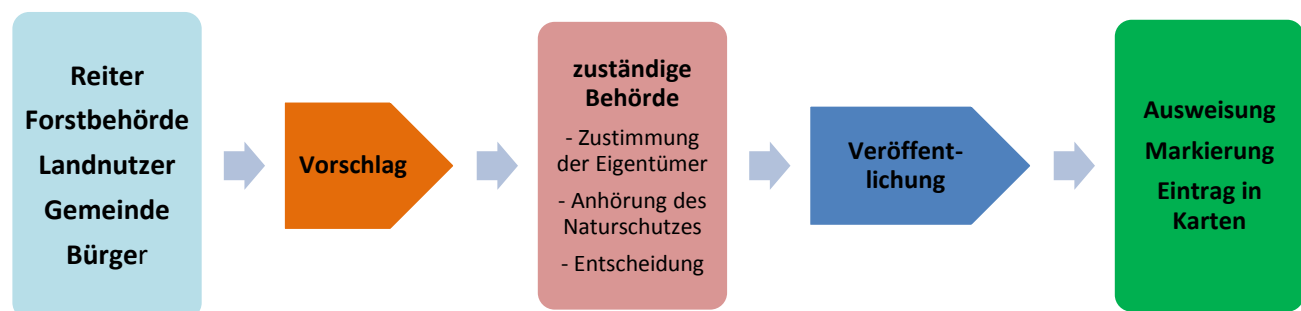 Reiter
Forstbehörde
Landnutzer
Gemeinde
Bürger
Vorschlag
zuständige
Behörde
- Zustimmung
der Eigentümer
- Anhörung des
Naturschutzes
- Entscheidung
Veröffent-
lichung
Ausweisung
Markierung
Eintrag in
Karten